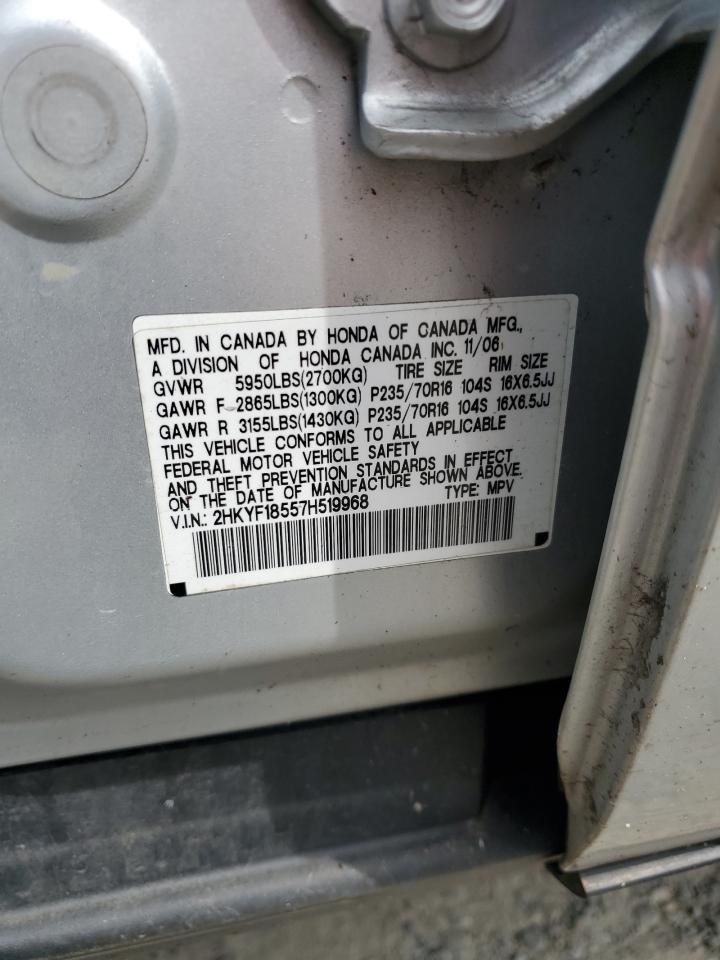 MFD. IN CANADA BY HONDA OF CANADA MFG.,
A DIVISION OF HONDA CANADA INC. 11/06
GVWR 5950LBS(2700KG) TIRE SIZE RIM SIZE
GAWR F 2865LBS(1300KG) P235/70R16 104S 16X6.5JJ
GAWR R 3155LBS(1430KG) P235/70R16 104S 16X6.5JJ
THIS VEHICLE CONFORMS TO ALL APPLICABLE
FEDERAL MOTOR VEHICLE SAFETY
AND THEFT PREVENTION STANDARDS IN EFFECT
ON THE DATE OF MANUFACTURE SHOWN ABOVE.
V.I.N.: 2HKYF18557H519968 TYPE: MPV